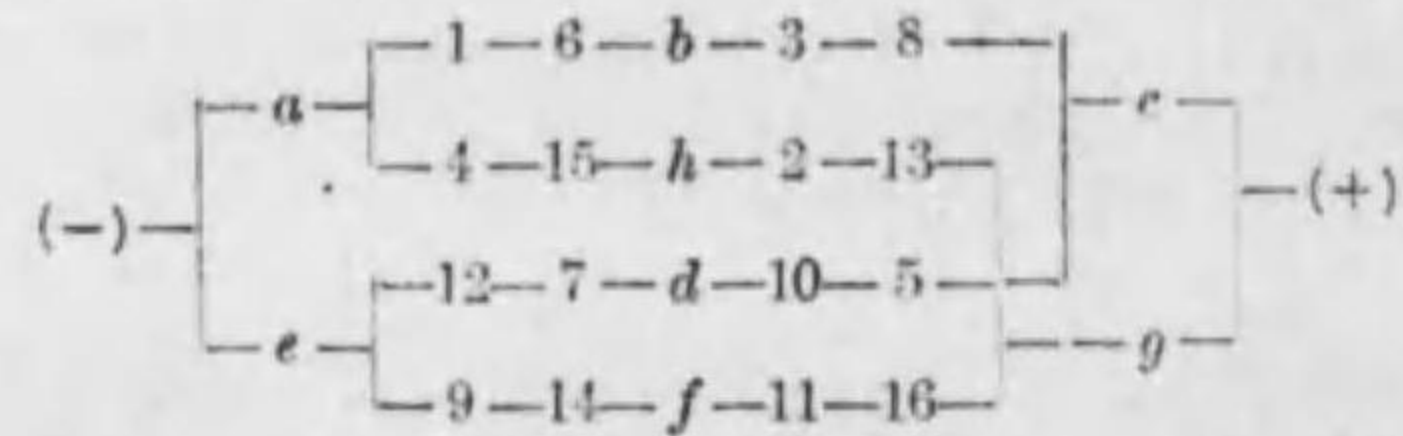 — 1 — 6 — b — 3 — 8 —
— a — — c —
— 4 — 15 — h — 2 — 13 —
— (+)
(−) —
— 12 — 7 — d — 10 — 5 — —
— e — — — g —
— 9 — 14 — f — 11 — 16 —